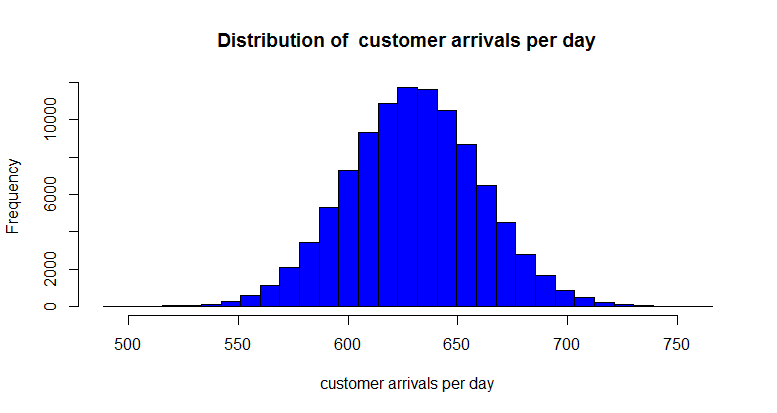 Distribution of  customer arrivals per day
Frequency
10000
6000
2000
0
500 550 600 650 700 750
customer arrivals per day